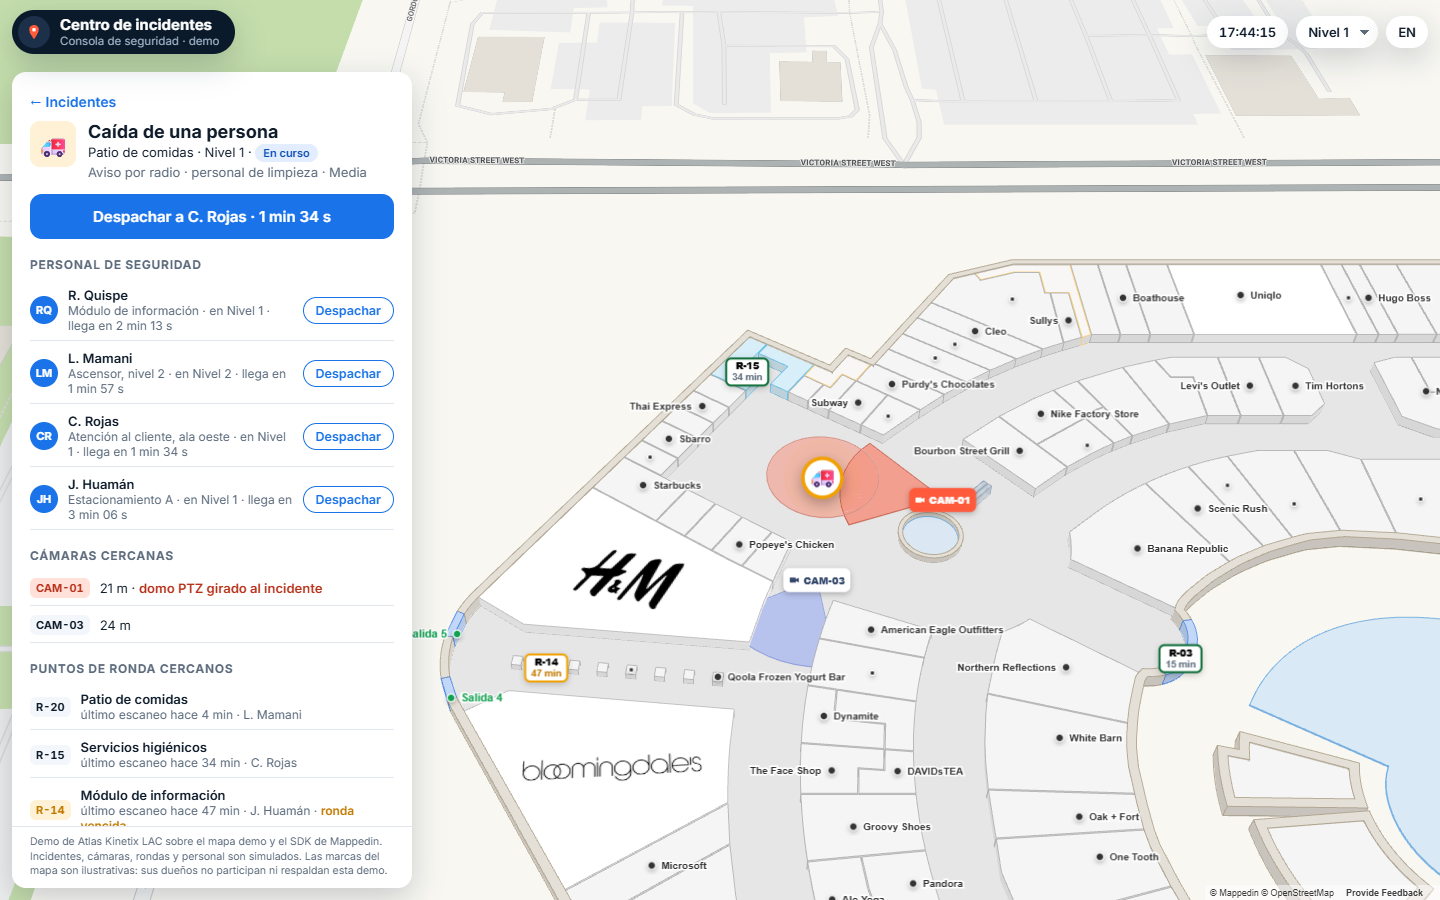 Centro de incidentes
Consola de seguridad · demo
17:44:15
Nivel 1
EN
← Incidentes
Caída de una persona
Patio de comidas · Nivel 1 · En curso
Aviso por radio · personal de limpieza · Media
Despachar a C. Rojas · 1 min 34 s
PERSONAL DE SEGURIDAD
RQ
R. Quispe
Módulo de información · en Nivel 1 ·
llega en 2 min 13 s
Despachar
LM
L. Mamani
Ascensor, nivel 2 · en Nivel 2 · llega en
1 min 57 s
Despachar
CR
C. Rojas
Atención al cliente, ala oeste · en Nivel
1 · llega en 1 min 34 s
Despachar
JH
J. Huamán
Estacionamiento A · en Nivel 1 · llega en
3 min 06 s
Despachar
CÁMARAS CERCANAS
CAM-01 21 m · domo PTZ girado al incidente
CAM-03 24 m
PUNTOS DE RONDA CERCANOS
R-20
Patio de comidas
último escaneo hace 4 min · L. Mamani
R-15
Servicios higiénicos
último escaneo hace 34 min · C. Rojas
R-14
Módulo de información
último escaneo hace 47 min · J. Huamán · ronda
vencida
Demo de Atlas Kinetix LAC sobre el mapa demo y el SDK de Mappedin.
Incidentes, cámaras, rondas y personal son simulados. Las marcas del
mapa son ilustrativas: sus dueños no participan ni respaldan esta demo.
VICTORIA STREET WEST
VICTORIA STREET WEST
VICTORIA STREET WEST
Boathouse
Uniqlo
Hugo Boss
Sullys
Cleo
R-15
34 min
Purdy's Chocolates
Levi's Outlet
Tim Hortons
Thai Express
Subway
Nike Factory Store
Sbarro
Bourbon Street Grill
Starbucks
CAM-01
Scenic Rush
Popeye's Chicken
Banana Republic
H&M
CAM-03
alida 5
American Eagle Outfitters
R-14
47 min
Northern Reflections
R-03
15 min
Qoola Frozen Yogurt Bar
Salida 4
Dynamite
White Barn
bloomingdale's
The Face Shop
DAVIDsTEA
Oak + Fort
Groovy Shoes
One Tooth
Microsoft
Pandora
Alo Yoga
© Mappedin © OpenStreetMap Provide Feedback